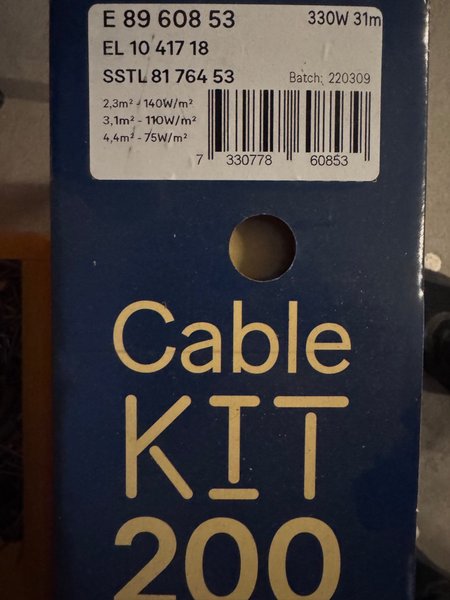 E 89 608 53 330W 31m
EL 10 417 18
SSTL 81 764 53 Batch: 220309
2,3m² - 140W/m²
3,1m² - 110W/m²
4,4m² - 75W/m²
7 330778 60853
Cable
KIT
200